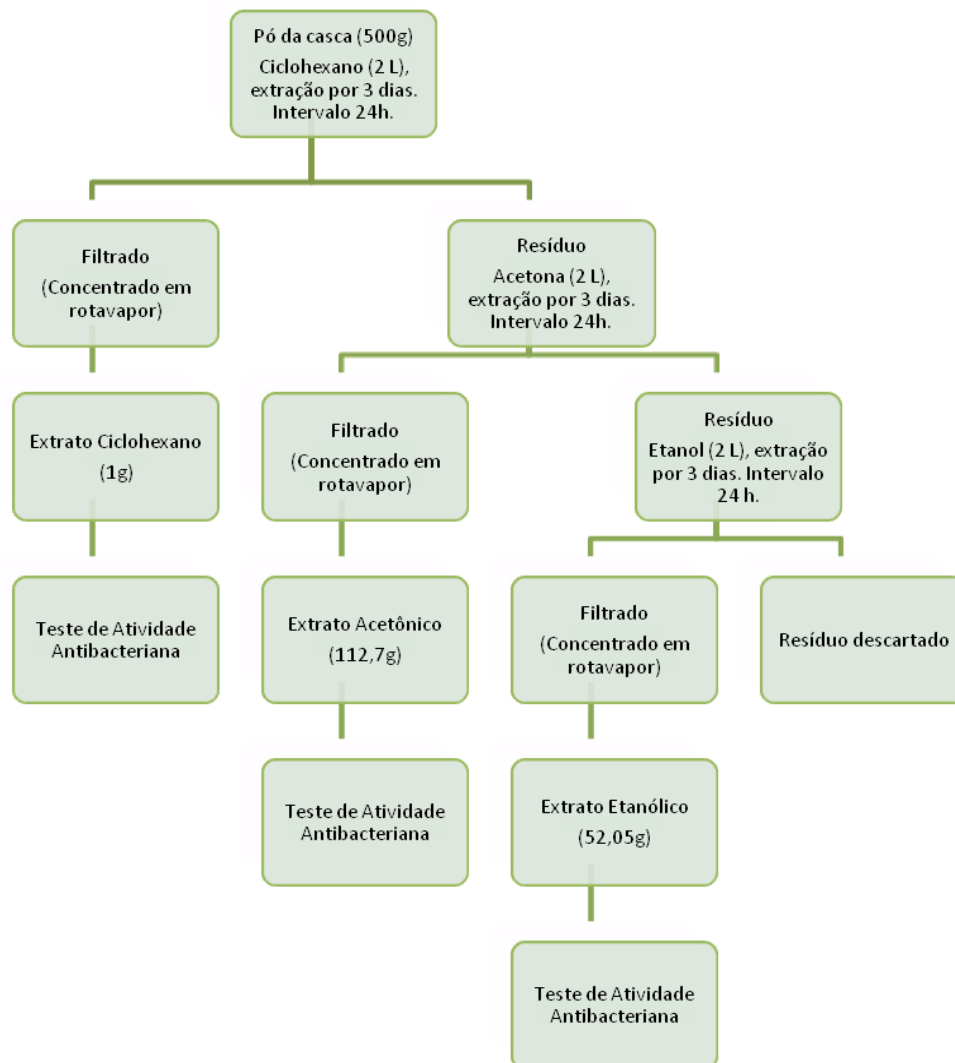 Pó da casca (500g)
Ciclohexano (2 L),
extração por 3 dias.
Intervalo 24h.
Filtrado
(Concentrado em
rotavapor)
Resíduo
Acetona (2 L),
extração por 3 dias.
Intervalo 24h.
Extrato Ciclohexano
(1g)
Filtrado
(Concentrado em
rotavapor)
Resíduo
Etanol (2 L), extração
por 3 dias. Intervalo
24 h.
Teste de Atividade
Antibacteriana
Extrato Acetônico
(112,7g)
Filtrado
(Concentrado em
rotavapor)
Resíduo descartado
Teste de Atividade
Antibacteriana
Extrato Etanólico
(52,05g)
Teste de Atividade
Antibacteriana